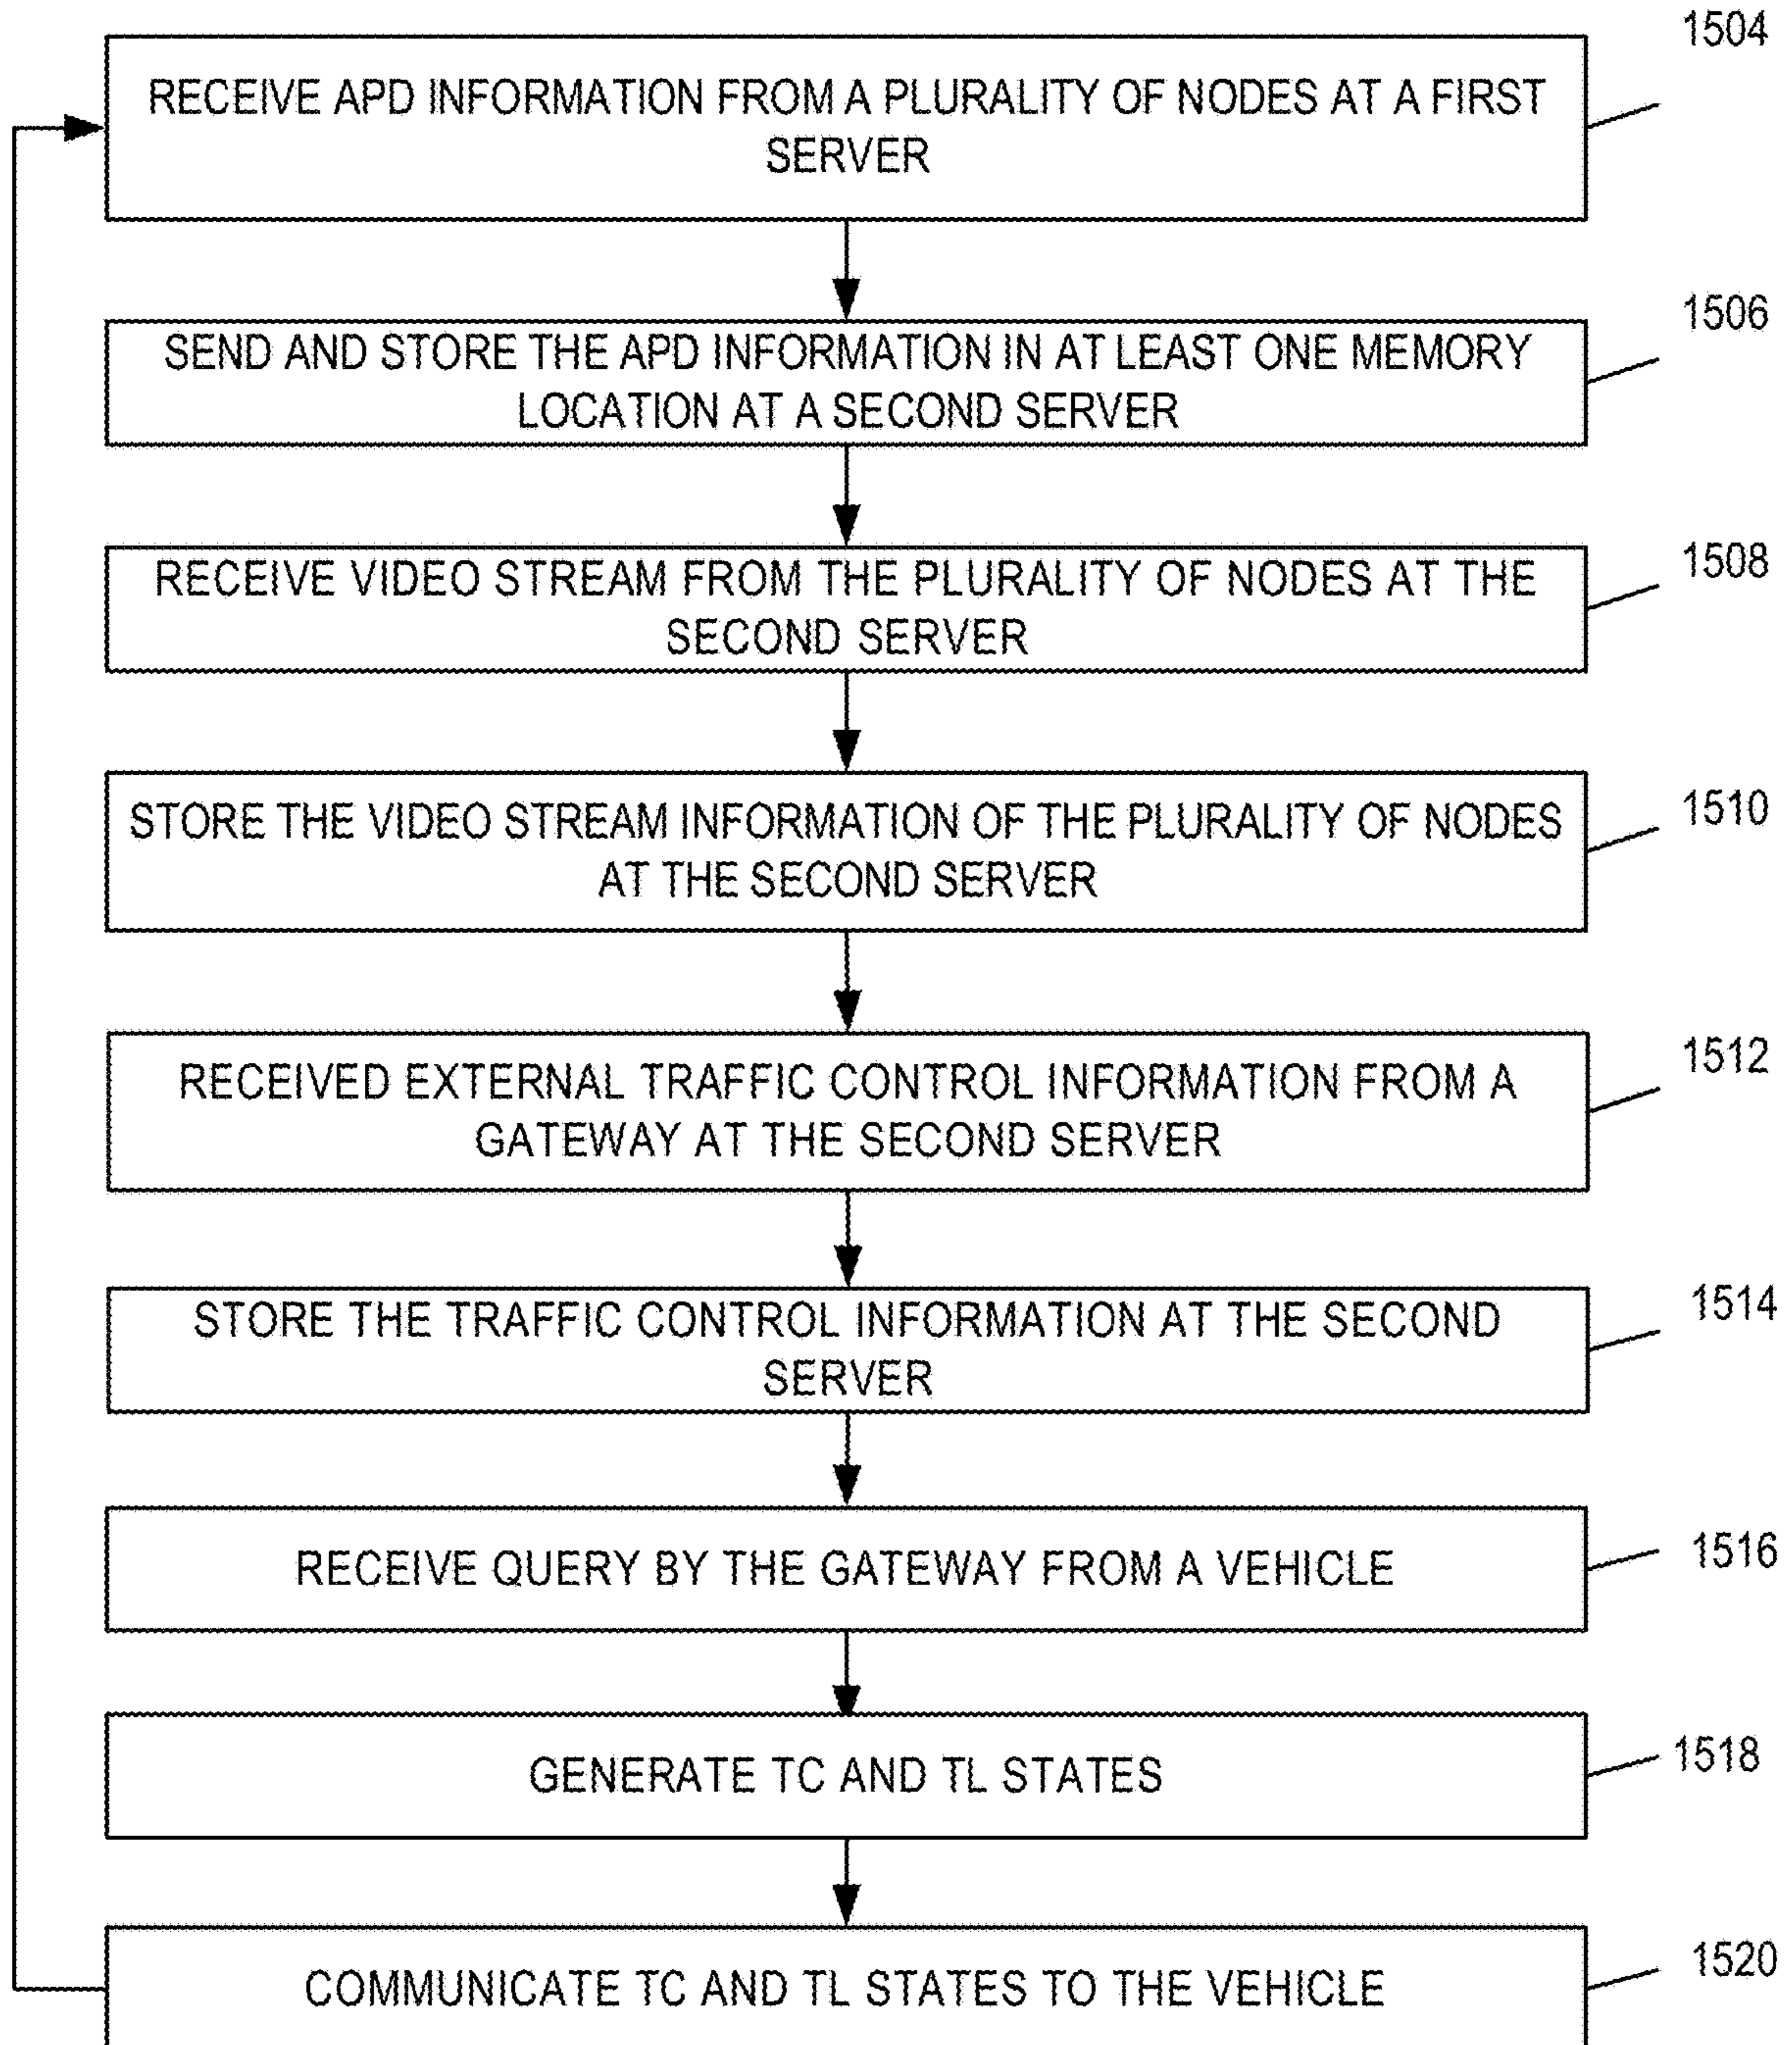 1504
RECEIVE APD INFORMATION FROM A PLURALITY OF NODES AT A FIRST
SERVER
1506
SEND AND STORE THE APD INFORMATION IN AT LEAST ONE MEMORY
LOCATION AT A SECOND SERVER
1508
RECEIVE VIDEO STREAM FROM THE PLURALITY OF NODES AT THE
SECOND SERVER
1510
STORE THE VIDEO STREAM INFORMATION OF THE PLURALITY OF NODES
AT THE SECOND SERVER
1512
RECEIVED EXTERNAL TRAFFIC CONTROL INFORMATION FROM A
GATEWAY AT THE SECOND SERVER
1514
STORE THE TRAFFIC CONTROL INFORMATION AT THE SECOND
SERVER
1516
RECEIVE QUERY BY THE GATEWAY FROM A VEHICLE
1518
GENERATE TC AND TL STATES
1520
COMMUNICATE TC AND TL STATES TO THE VEHICLE